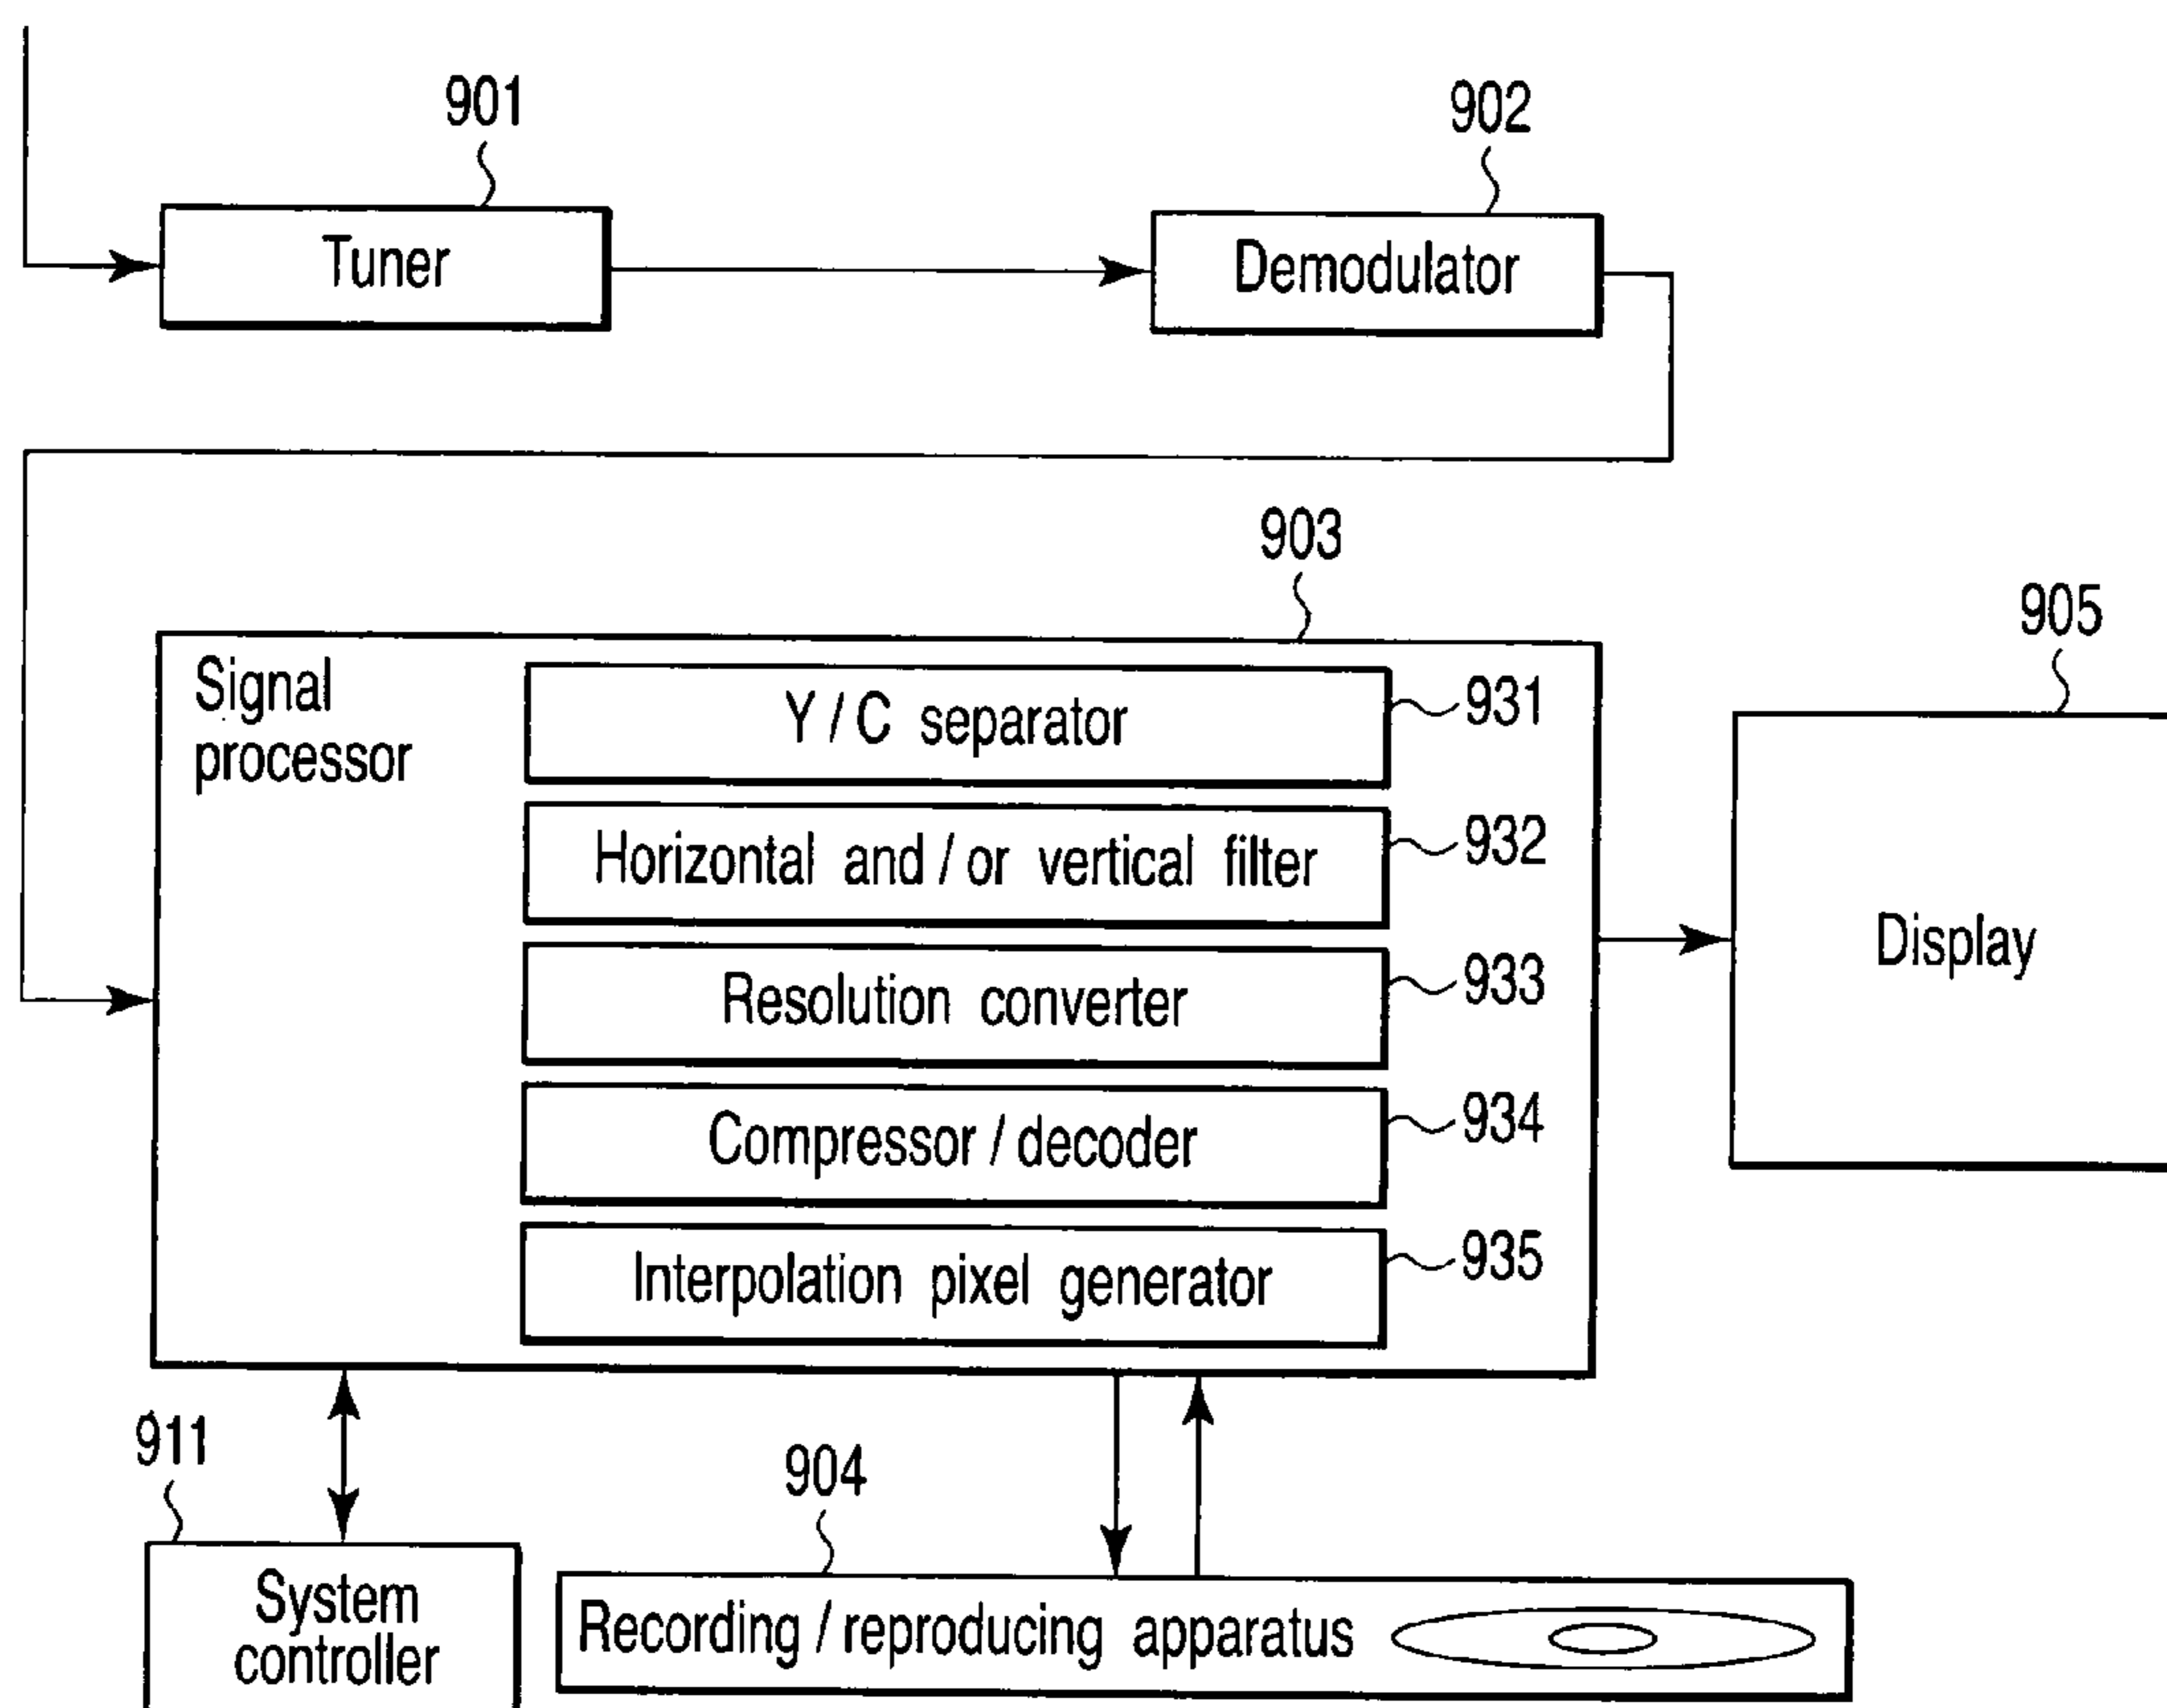 901
902
Tuner
Demodulator
903
905
Signal
processor
Y / C separator
931
Horizontal and / or vertical filter
932
Resolution converter
933
Compressor / decoder
934
Interpolation pixel generator
935
Display
911
904
System
controller
Recording / reproducing apparatus